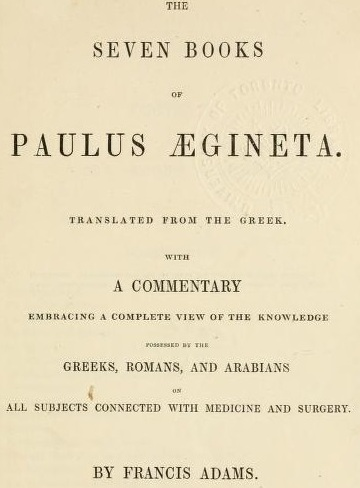 THE
SEVEN BOOKS
OF
PAULUS ÆGINETA.
TRANSLATED FROM THE GREEK.
WITH
A COMMENTARY
EMBRACING A COMPLETE VIEW OF THE KNOWLEDGE
POSSESSED BY THE
GREEKS, ROMANS, AND ARABIANS
ON
ALL SUBJECTS CONNECTED WITH MEDICINE AND SURGERY.
BY FRANCIS ADAMS.